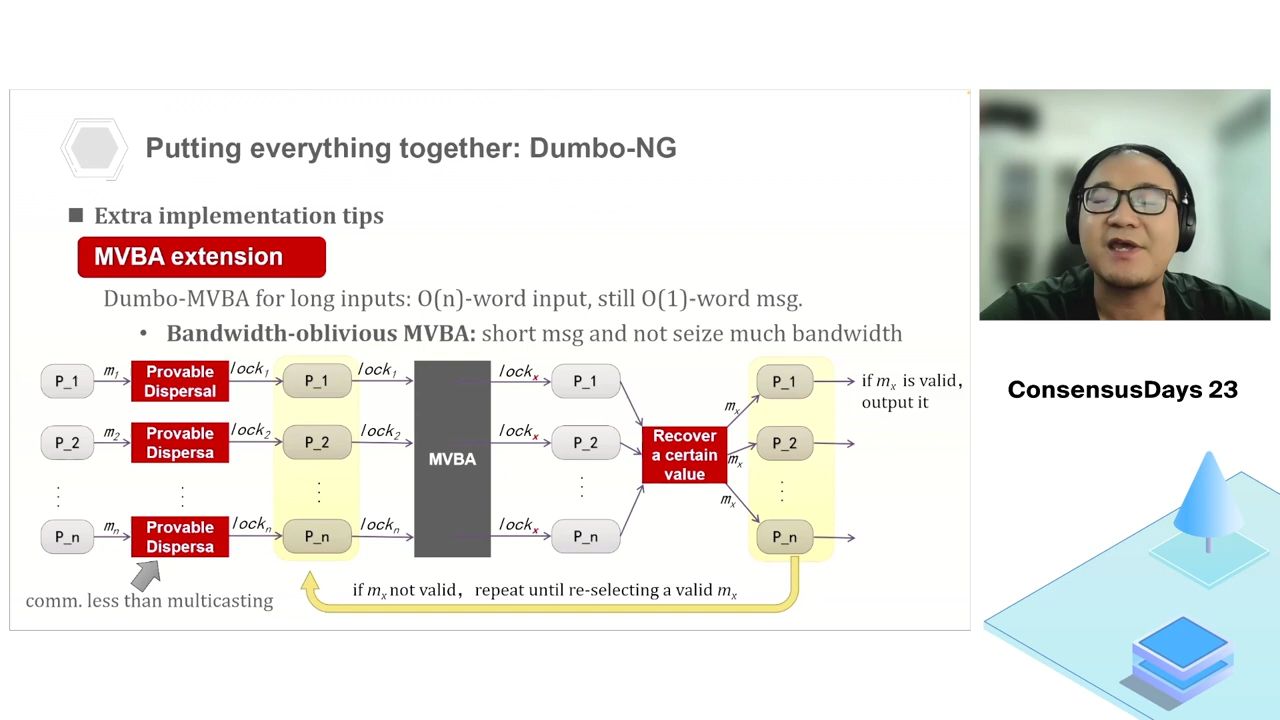 Putting everything together: Dumbo-NG
■ Extra implementation tips
MVBA extension
Dumbo-MVBA for long inputs: O(n)-word input, still O(1)-word msg.
• Bandwidth-oblivious MVBA: short msg and not seize much bandwidth
P_1 m₁ Provable Dispersal lock₁ P_1 lock₁ lockₓ P_1 mₓ P_1 if mₓ is valid, output it
P_2 m₂ Provable Dispersa lock₂ P_2 lock₂ MVBA lockₓ P_2 Recover a certain value mₓ P_2
P_n mₙ Provable Dispersa lockₙ P_n lockₙ lockₓ P_n mₓ P_n
comm. less than multicasting
if mₓ not valid, repeat until re-selecting a valid mₓ
ConsensusDays 23